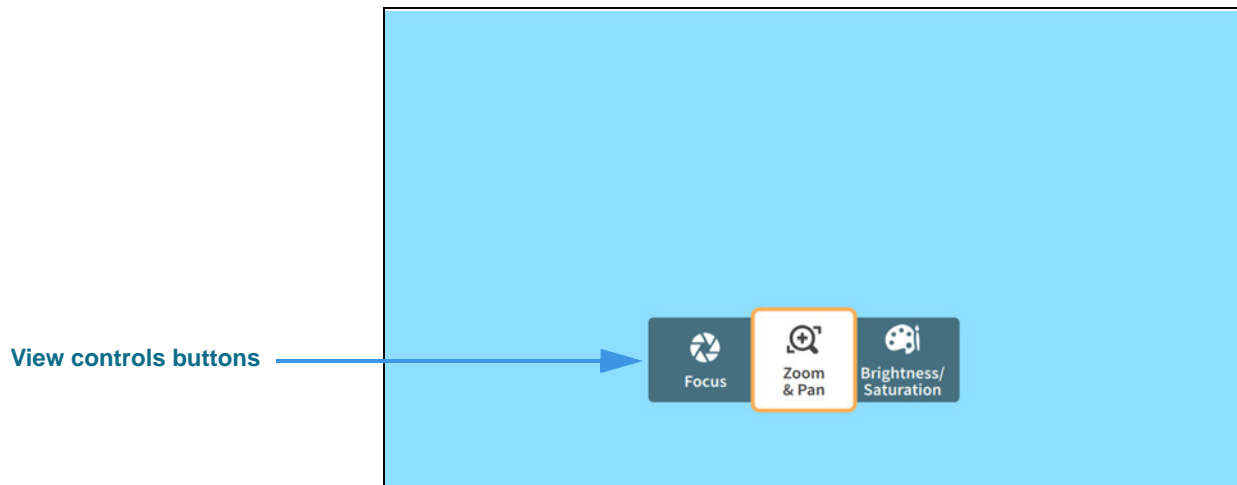 View controls buttons
Focus
Zoom
& Pan
Brightness/
Saturation